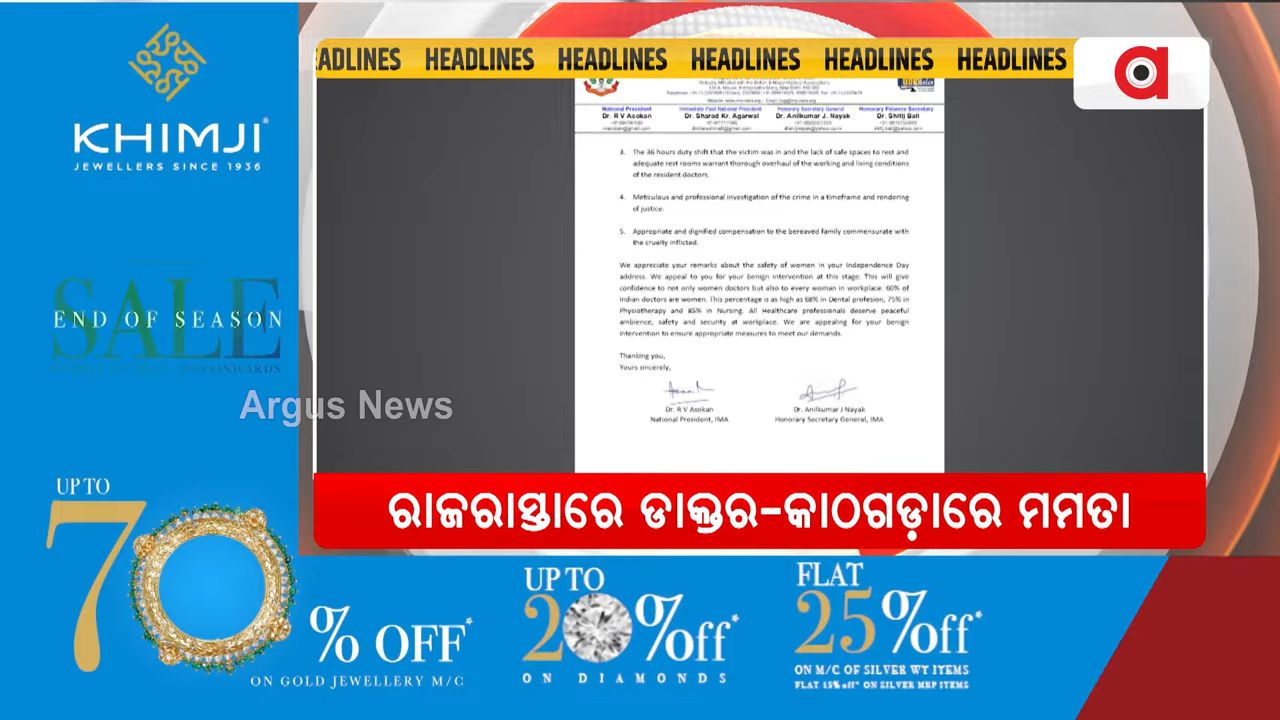 KHIMJI
JEWELLERS SINCE 1936
SALE
END OF SEASON
UP TO
70% OFF*
ON GOLD JEWELLERY M/C
HEADLINES HEADLINES HEADLINES HEADLINES HEADLINES
National President
Dr. R V Asokan
Immediate Past National President
Dr. Sharad Kr. Agarwal
Honorary Secretary General
Dr. Anilkumar J. Nayak
Honorary Finance Secretary
Dr. Shitij Bali
3. The 36 hours duty shift that the victim was in and the lack of safe spaces to rest and
adequate rest rooms warrant thorough overhaul of the working and living conditions
of the resident doctors.
4. Meticulous and professional investigation of the crime in a timeframe and rendering
of justice.
5. Appropriate and dignified compensation to the bereaved family commensurate with
the cruelty inflicted.
We appreciate your remarks about the safety of women in your Independence Day
address. We appeal to you for your benign intervention at this stage. This will give
confidence to not only women doctors but also to every woman in workplace. 60% of
Indian doctors are women. This percentage is as high as 68% in Dental profesion, 75% in
Physiotherapy and 85% in Nursing. All Healthcare professionals deserve peaceful
ambience, safety and security at workplace. We are appealing for your benign
intervention to ensure appropriate measures to meet our demands.
Thanking you,
Yours sincerely,
Dr. R V Asokan
National President, IMA
Dr. Anilkumar J Nayak
Honorary Secretary General, IMA
Argus News
ରାଜରାସ୍ତାରେ ଡାକ୍ତର-କାଠଗଡ଼ାରେ ମମତା
UP TO
20%off*
ON DIAMONDS
FLAT
25%off*
ON M/C OF SILVER WT ITEMS
FLAT 15% off* ON SILVER MRP ITEMS